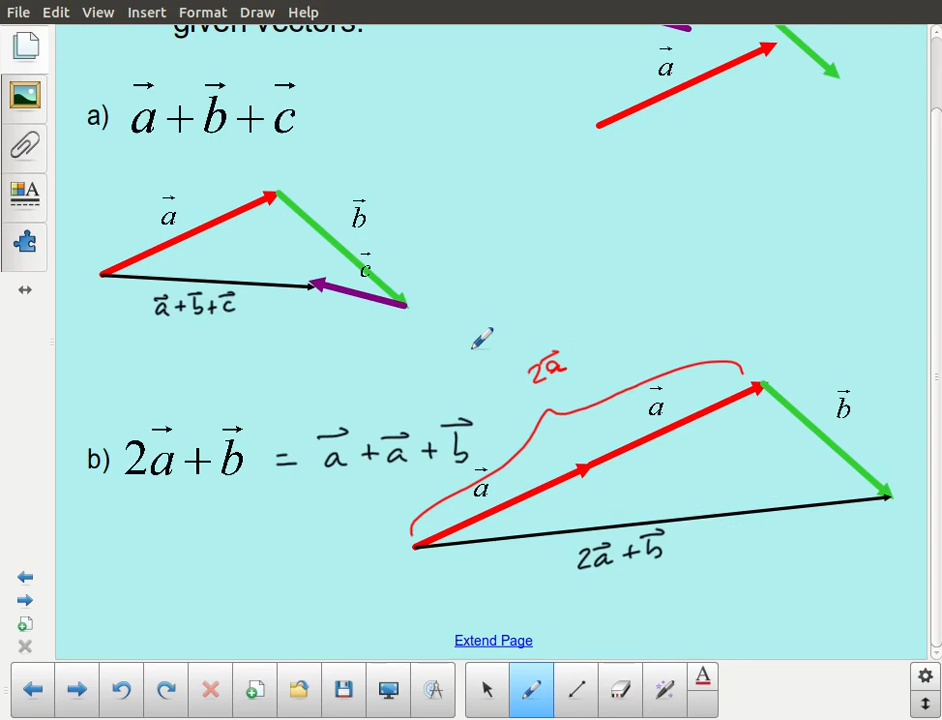 File Edit View Insert Format Draw Help
given vectors.
a⃗
a) a⃗ + b⃗ + c⃗
a⃗
b⃗
c⃗
a⃗ + b⃗ + c⃗
2a⃗
a⃗
b⃗
b) 2a⃗ + b⃗ = a⃗ + a⃗ + b⃗
a⃗
2a⃗ + b⃗
Extend Page
A